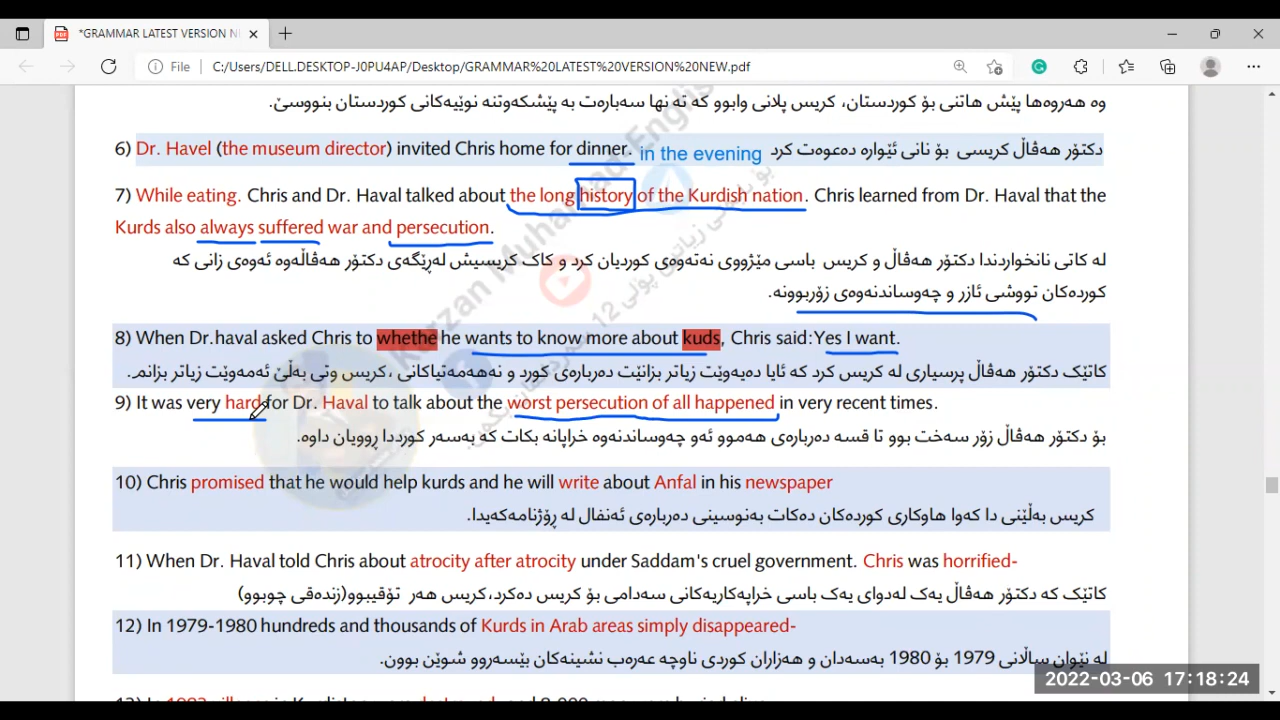 *GRAMMAR LATEST VERSION N
File C:/Users/DELL.DESKTOP-J0PU4AP/Desktop/GRAMMAR%20LATEST%20VERSION%20NEW.pdf
وە هەروەها پێش هاتنی بۆ کوردستان، کریس پلانی وابوو کە تە نها سەبارەت بە پێشکەوتنە نوێیەکانی کوردستان بنووسێ.
6) Dr. Havel (the museum director) invited Chris home for dinner. in the evening دکتۆر هەڤاڵ کریسی بۆ نانی ئێوارە دەعوەت کرد
7) While eating. Chris and Dr. Haval talked about the long history of the Kurdish nation. Chris learned from Dr. Haval that the
Kurds also always suffered war and persecution.
لە کاتی نانخواردندا دکتۆر هەڤاڵ و کریس باسی مێژووی نەتەوەی کوردیان کرد و کاک کریسیش لەڕێگەی دکتۆر هەڤاڵەوە ئەوەی زانی کە
کوردەکان تووشی ئازر و چەوساندنەوەی زۆربوونە.
8) When Dr.haval asked Chris to whethe he wants to know more about kuds, Chris said:Yes I want.
کاتێک دکتۆر هەڤاڵ پرسیاری لە کریس کرد کە ئایا دەیەوێت زیاتر بزانێت دەربارەی کورد و نەهەمەتیاکانی ،کریس وتی بەڵێ ئەمەوێت زیاتر بزانم.
9) It was very hard for Dr. Haval to talk about the worst persecution of all happened in very recent times.
بۆ دکتۆر هەڤاڵ زۆر سەخت بوو تا قسە دەربارەی هەموو ئەو چەوساندنەوە خراپانە بکات کە بەسەر کورددا ڕوویان داوە.
10) Chris promised that he would help kurds and he will write about Anfal in his newspaper
کریس بەڵێنی دا کەوا هاوکاری کوردەکان دەکات بەنوسینی دەربارەی ئەنفال لە ڕۆژنامەکەیدا.
11) When Dr. Haval told Chris about atrocity after atrocity under Saddam's cruel government. Chris was horrified-
کاتێک کە دکتۆر هەڤاڵ یەک لەدوای یەک باسی خراپەکاریەکانی سەدامی بۆ کریس دەکرد،کریس هەر تۆقیبوو(زندەقی چوبوو)
12) In 1979-1980 hundreds and thousands of Kurds in Arab areas simply disappeared-
لە نێوان ساڵانی 1979 بۆ 1980 بەسەدان و هەزاران کوردی ناوچە عەرەب نشینەکان بێسەروو شوێن بوون.
2022-03-06 17:18:24